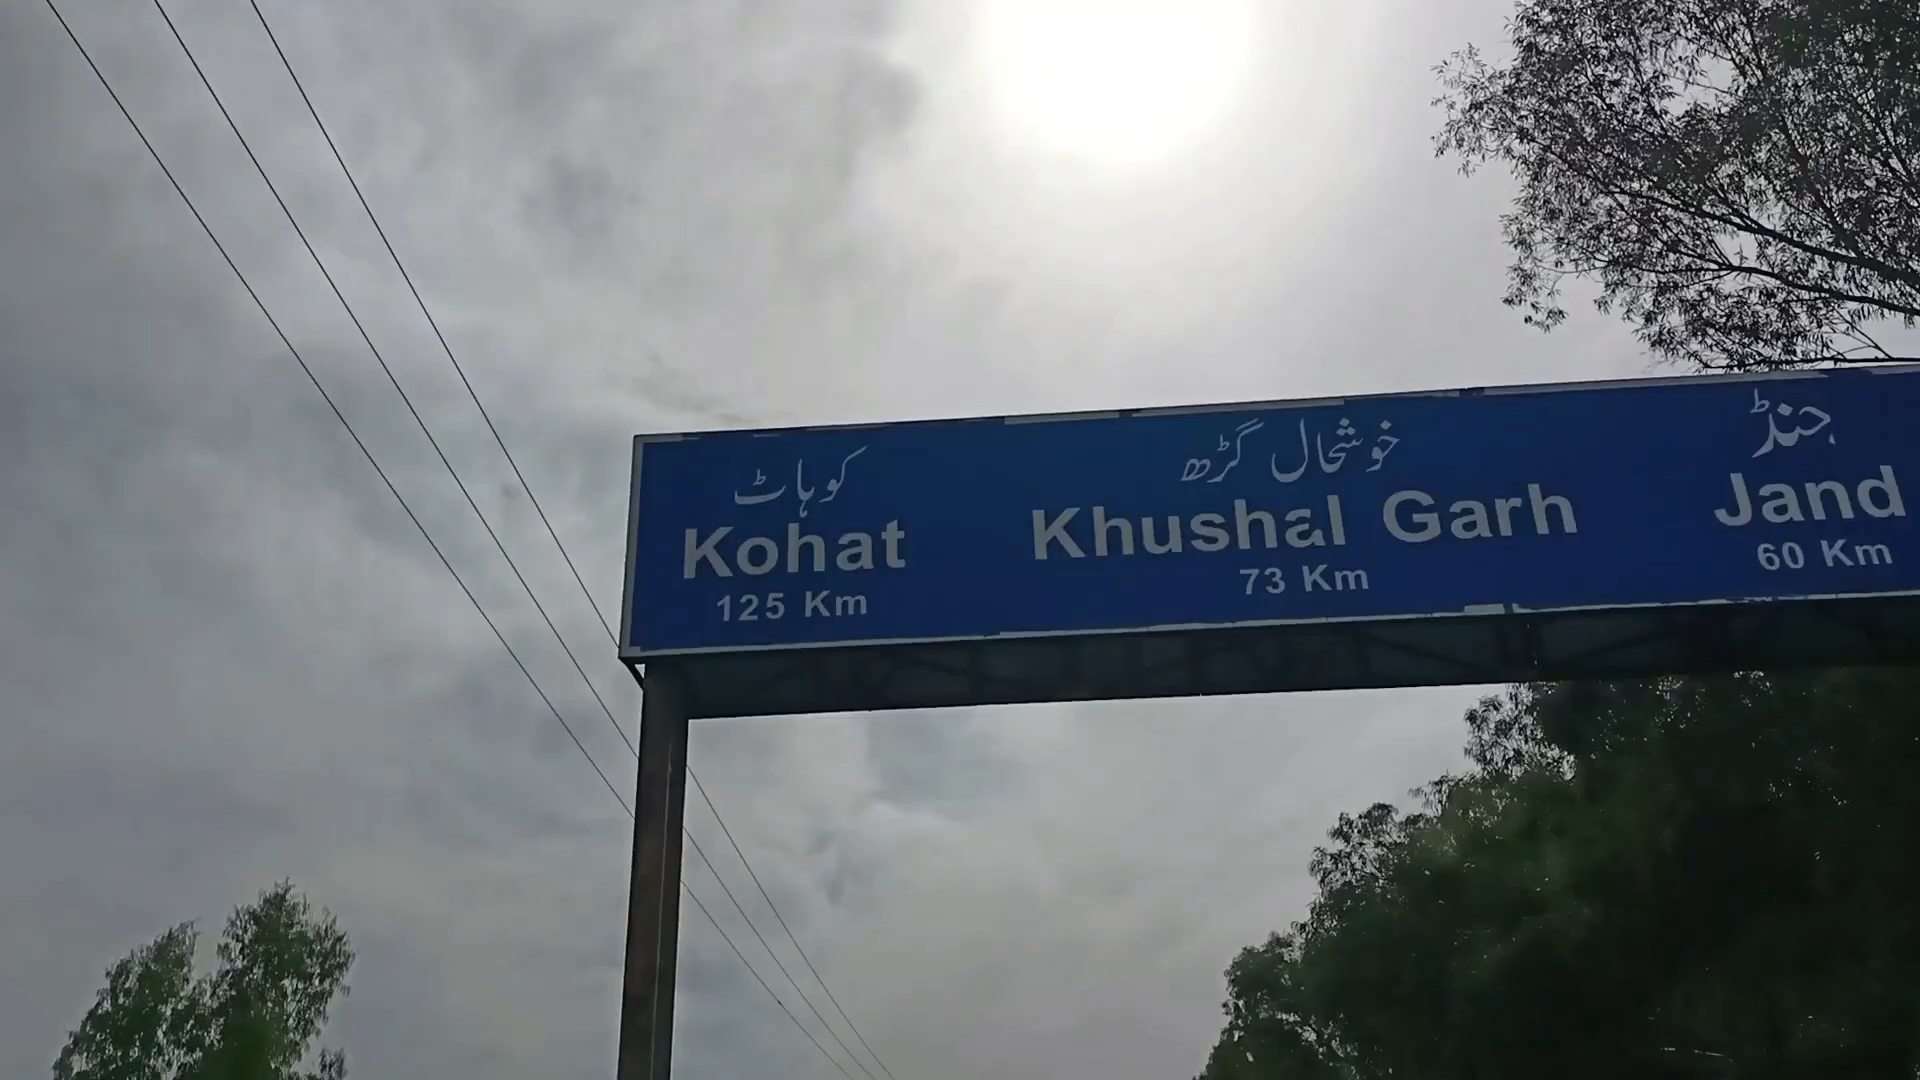 کوہاٹ
Kohat
125 Km
خوشحال گڑھ
Khushal Garh
73 Km
جنڈ
Jand
60 Km